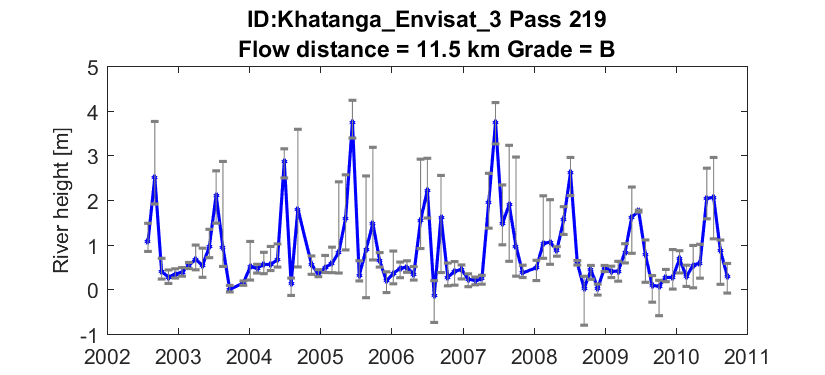 ID:Khatanga_Envisat_3 Pass 219
Flow distance = 11.5 km Grade = B
River height [m]
5
4
3
2
1
0
-1
2002 2003 2004 2005 2006 2007 2008 2009 2010 2011